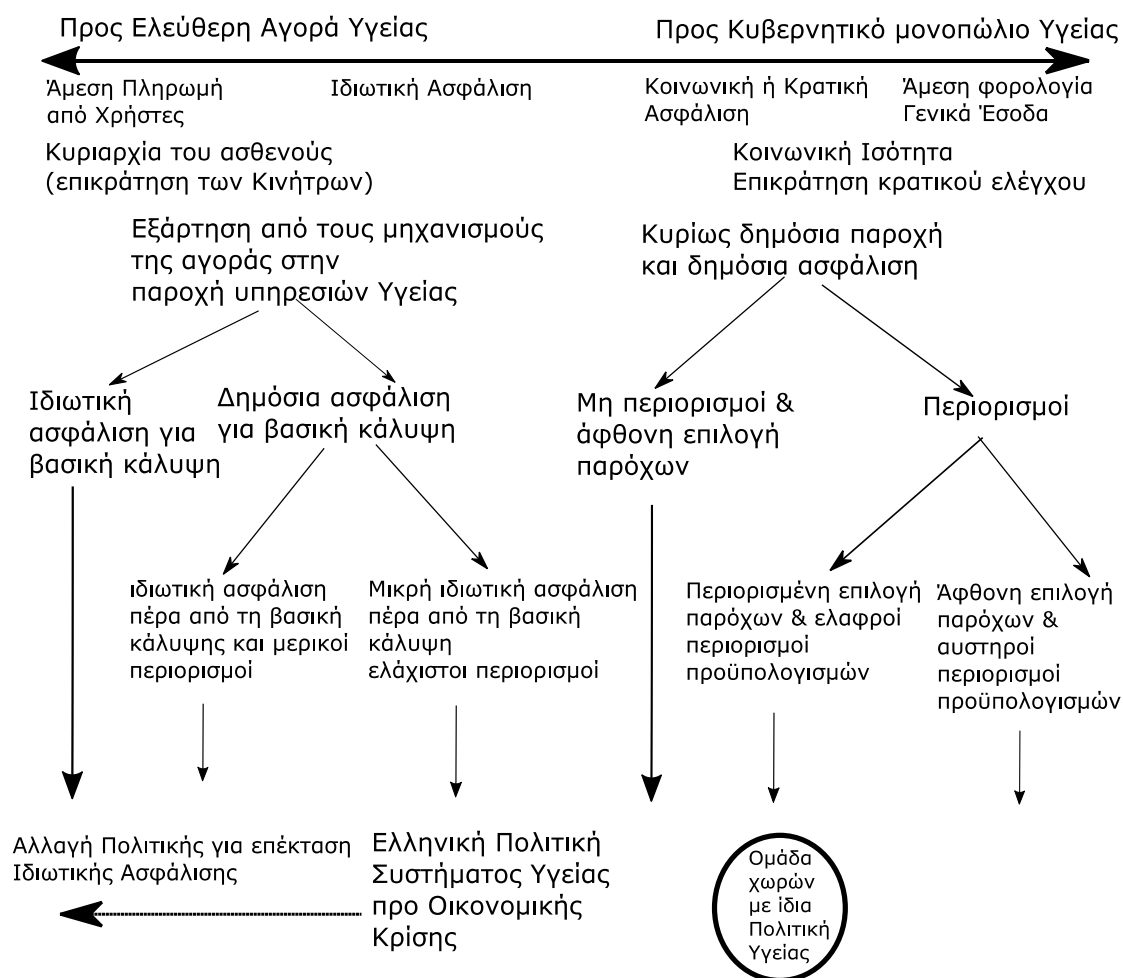 Προς Ελεύθερη Αγορά Υγείας
Προς Κυβερνητικό μονοπώλιο Υγείας
Άμεση Πληρωμή
από Χρήστες
Ιδιωτική Ασφάλιση
Κοινωνική ή Κρατική
Ασφάλιση
Άμεση φορολογία
Γενικά Έσοδα
Κυριαρχία του ασθενούς
(επικράτηση των Κινήτρων)
Κοινωνική Ισότητα
Επικράτηση κρατικού ελέγχου
Εξάρτηση από τους μηχανισμούς
της αγοράς στην
παροχή υπηρεσιών Υγείας
Κυρίως δημόσια παροχή
και δημόσια ασφάλιση
Ιδιωτική
ασφάλιση για
βασική κάλυψη
Δημόσια ασφάλιση
για βασική κάλυψη
Μη περιορισμοί &
άφθονη επιλογή
παρόχων
Περιορισμοί
ιδιωτική ασφάλιση
πέρα από τη βασική
κάλυψης και μερικοί
περιορισμοί
Μικρή ιδιωτική ασφάλιση
πέρα από τη βασική
κάλυψη
ελάχιστοι περιορισμοί
Περιορισμένη επιλογή
παρόχων & ελαφροί
περιορισμοί
προϋπολογισμών
Άφθονη επιλογή
παρόχων &
αυστηροί
περιορισμοί
προϋπολογισμών
Αλλαγή Πολιτικής για επέκταση
Ιδιωτικής Ασφάλισης
Ελληνική Πολιτική
Συστήματος Υγείας
προ Οικονομικής
Κρίσης
Ομάδα
χωρών
με ίδια
Πολιτική
Υγείας